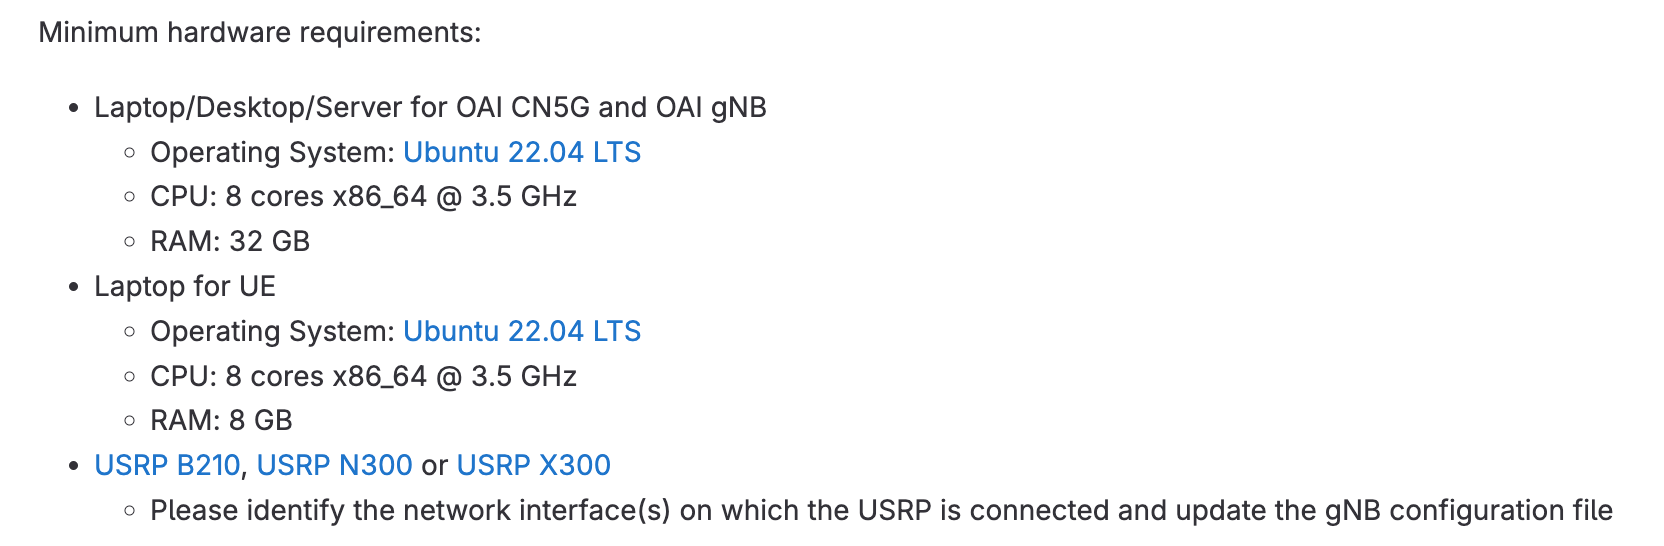 Minimum hardware requirements:
• Laptop/Desktop/Server for OAI CN5G and OAI gNB
◦ Operating System: Ubuntu 22.04 LTS
◦ CPU: 8 cores x86_64 @ 3.5 GHz
◦ RAM: 32 GB
• Laptop for UE
◦ Operating System: Ubuntu 22.04 LTS
◦ CPU: 8 cores x86_64 @ 3.5 GHz
◦ RAM: 8 GB
• USRP B210, USRP N300 or USRP X300
◦ Please identify the network interface(s) on which the USRP is connected and update the gNB configuration file